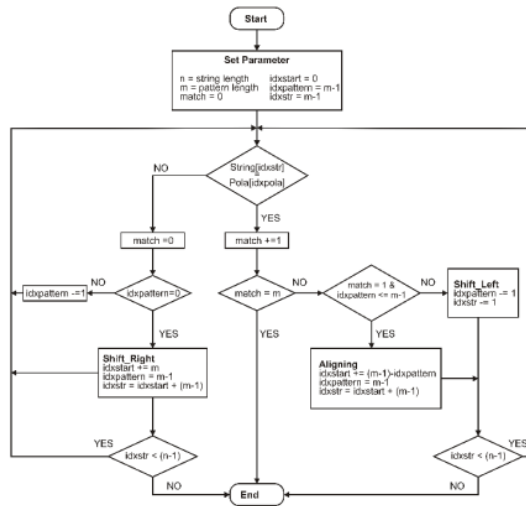 Start
Set Parameter
n = string length idxstart = 0
m = pattern length idxpattern = m-1
match = 0 idxstr = m-1
String[idxstr]
=
Pola[idxpola]
NO
YES
match =0
match +=1
idxpattern -=1
NO
idxpattern=0
match = m
NO
match = 1 &
idxpattern <= m-1
NO
Shift_Left
idxpattern -= 1
idxstr -= 1
YES
YES
YES
Shift_Right
idxstart += m
idxpattern = m-1
idxstr = idxstart + (m-1)
Aligning
idxstart += (m-1)-idxpattern
idxpattern = m-1
idxstr = idxstart + (m-1)
YES
idxstr < (n-1)
NO
YES
idxstr < (n-1)
NO
End